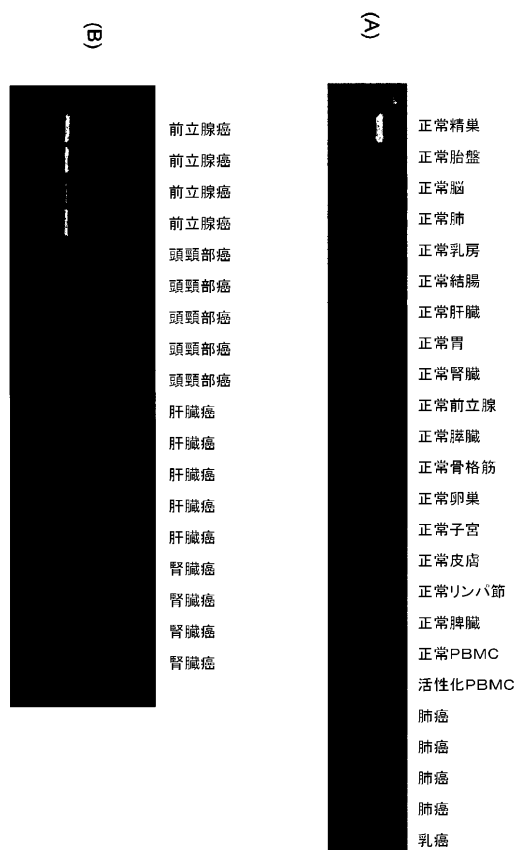 (A)
正常精巣
正常胎盤
正常脳
正常肺
正常乳房
正常結腸
正常肝臓
正常胃
正常腎臓
正常前立腺
正常膵臓
正常骨格筋
正常卵巣
正常子宮
正常皮膚
正常リンパ節
正常脾臓
正常PBMC
活性化PBMC
肺癌
肺癌
肺癌
肺癌
乳癌
(B)
前立腺癌
前立腺癌
前立腺癌
前立腺癌
頭頸部癌
頭頸部癌
頭頸部癌
頭頸部癌
頭頸部癌
肝臓癌
肝臓癌
肝臓癌
肝臓癌
肝臓癌
腎臓癌
腎臓癌
腎臓癌
腎臓癌